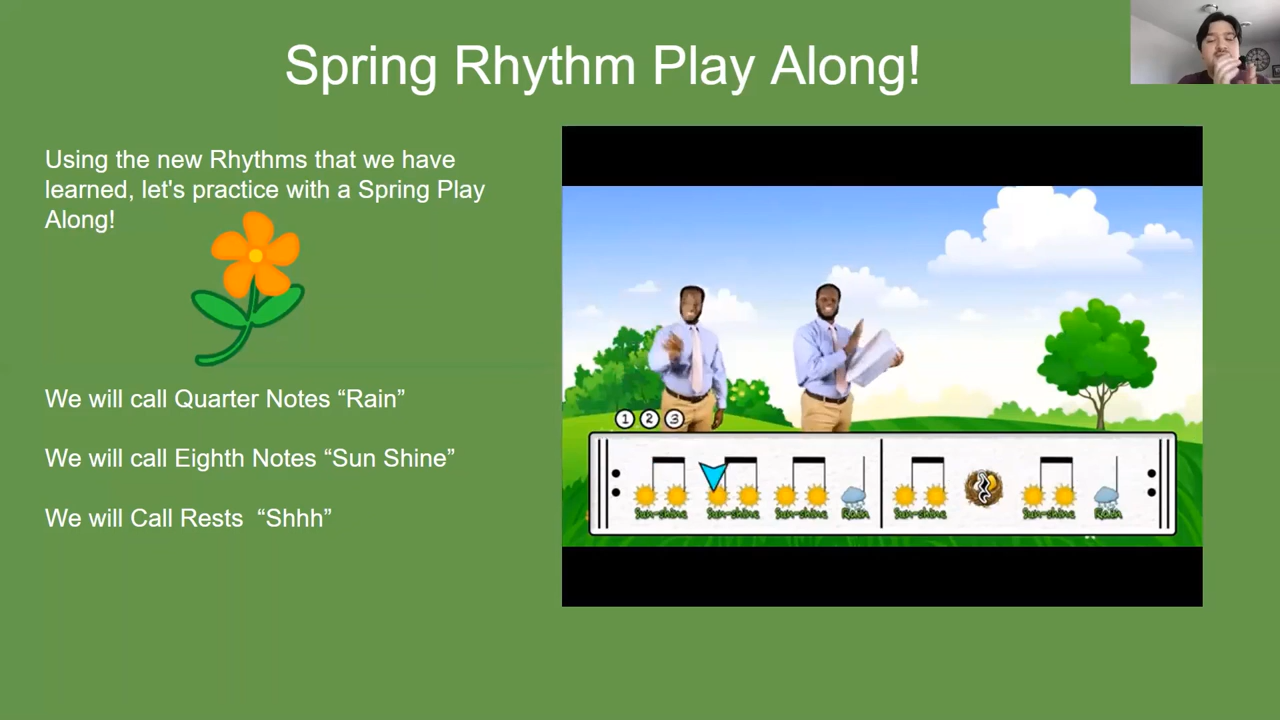 Spring Rhythm Play Along!
Using the new Rhythms that we have
learned, let's practice with a Spring Play
Along!
We will call Quarter Notes “Rain”
We will call Eighth Notes “Sun Shine”
We will Call Rests “Shhh”
1 2 3
Sun-shine Sun-shine Sun-shine Rain Sun-shine Sun-shine Rain